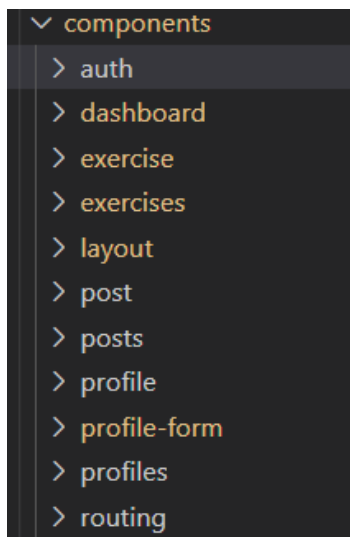 components
auth
dashboard
exercise
exercises
layout
post
posts
profile
profile-form
profiles
routing